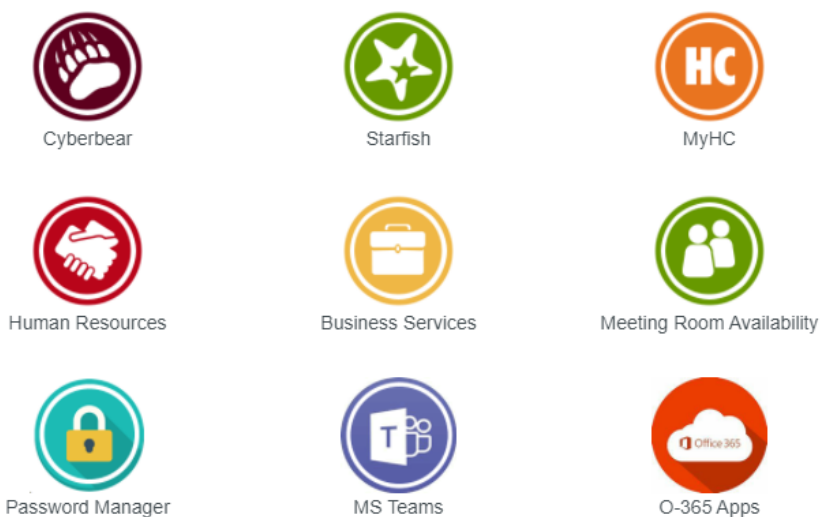 HC
Cyberbear
Starfish
MyHC
Human Resources
Business Services
Meeting Room Availability
T
Office 365
Password Manager
MS Teams
O-365 Apps